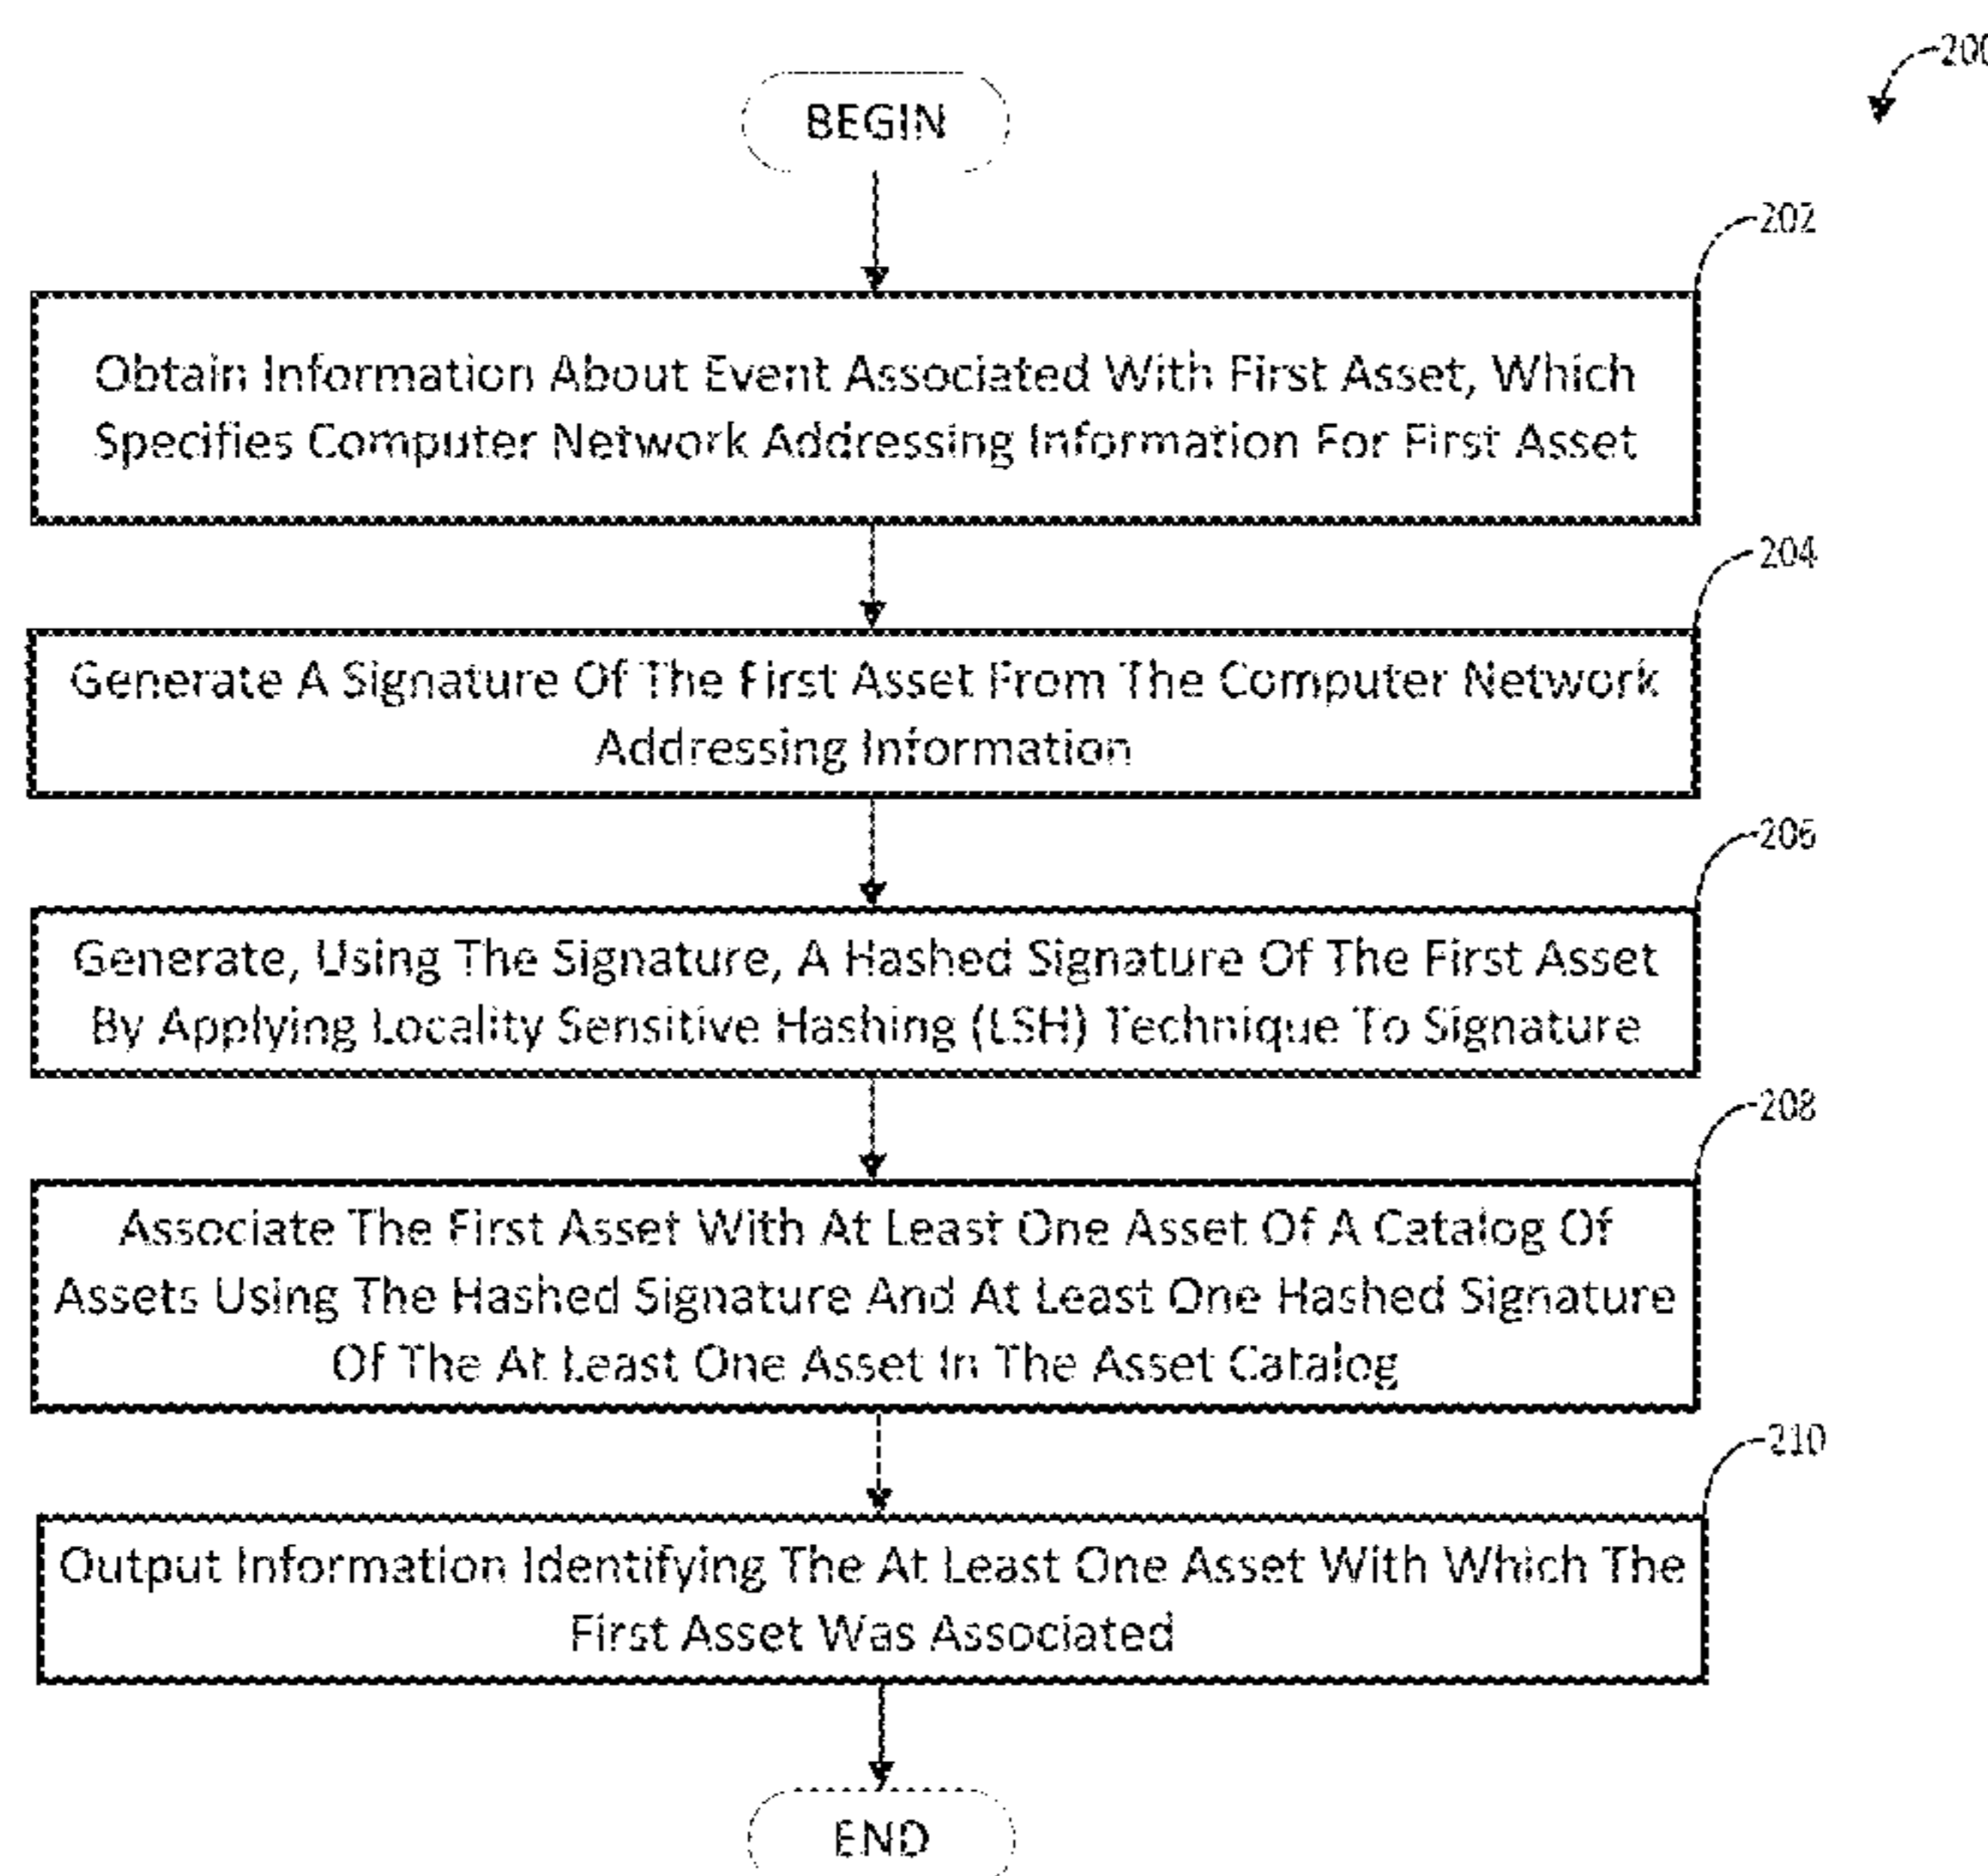 200
BEGIN
202
Obtain Information About Event Associated With First Asset, Which
Specifies Computer Network Addressing Information For First Asset
204
Generate A Signature Of The First Asset From The Computer Network
Addressing Information
206
Generate, Using The Signature, A Hashed Signature Of The First Asset
By Applying Locality Sensitive Hashing (LSH) Technique To Signature
208
Associate The First Asset With At Least One Asset Of A Catalog Of
Assets Using The Hashed Signature And At Least One Hashed Signature
Of The At Least One Asset In The Asset Catalog
210
Output Information Identifying The At Least One Asset With Which The
First Asset Was Associated
END